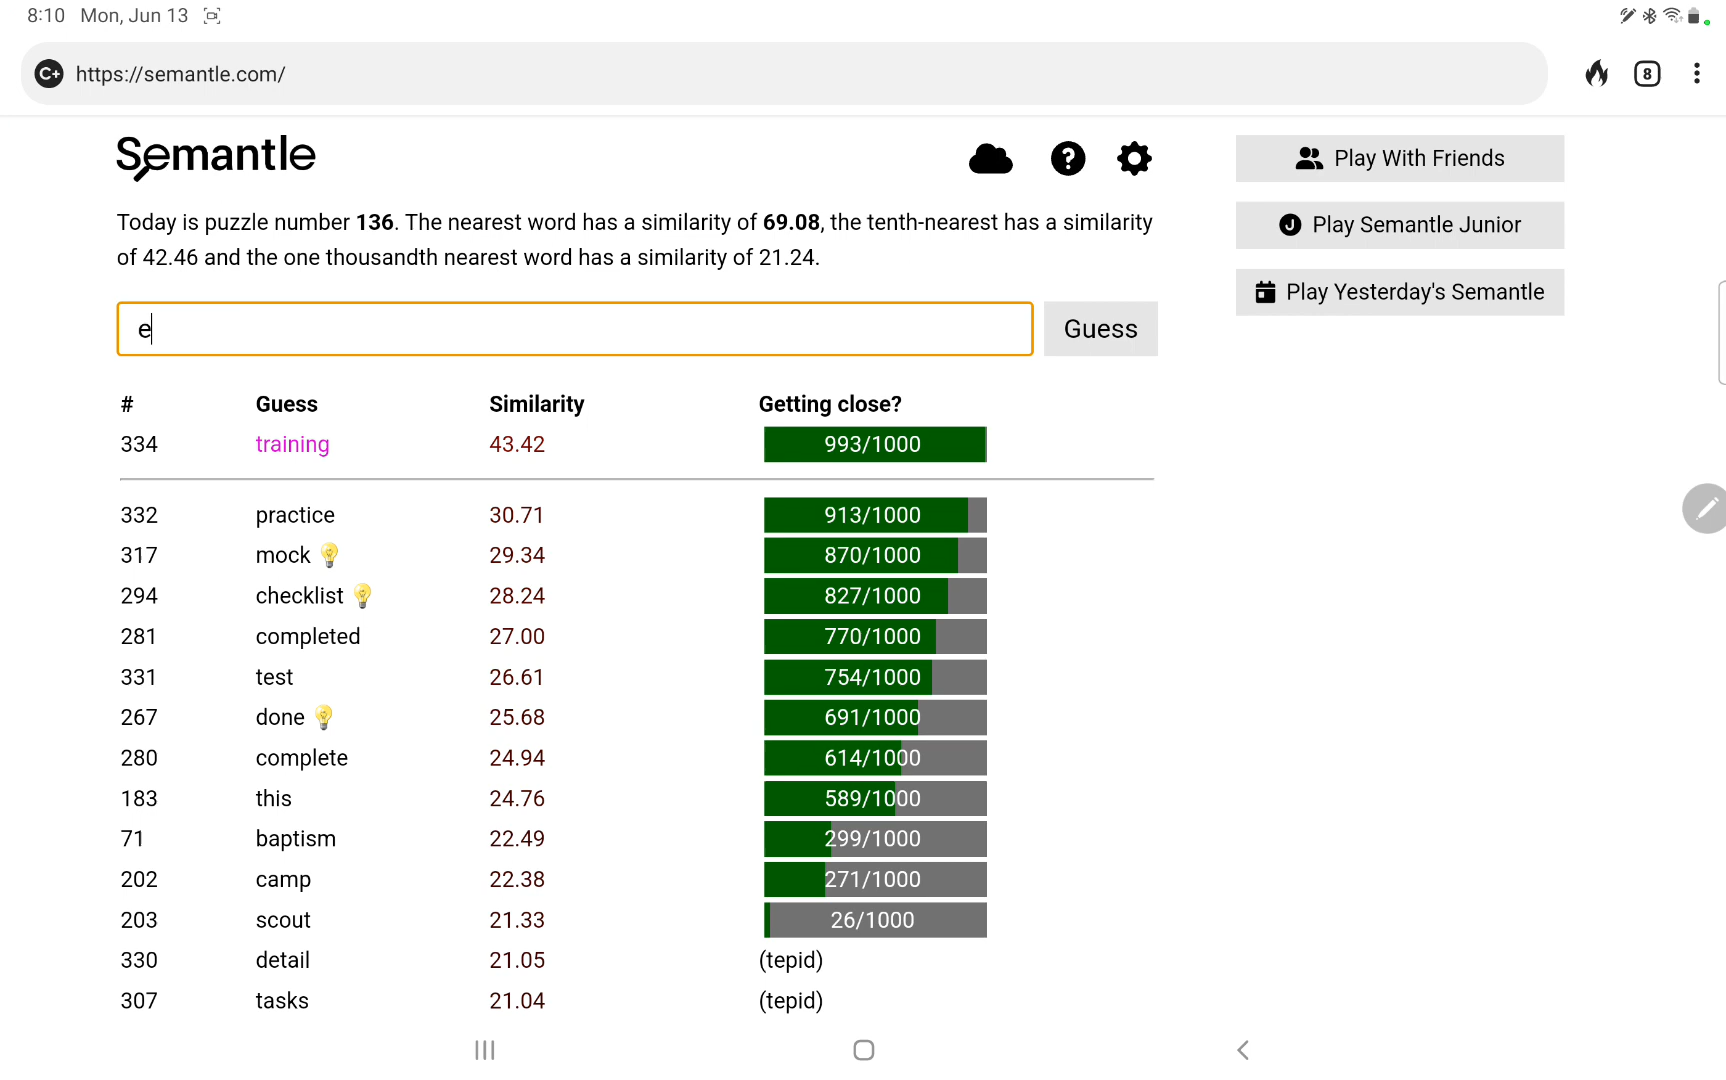 8:10 Mon, Jun 13
C+ https://semantle.com/
8
Semantle
?
Play With Friends
Today is puzzle number 136. The nearest word has a similarity of 69.08, the tenth-nearest has a similarity
of 42.46 and the one thousandth nearest word has a similarity of 21.24.
J Play Semantle Junior
Play Yesterday's Semantle
e
Guess
# Guess Similarity Getting close?
334 training 43.42 993/1000
332 practice 30.71 913/1000
317 mock 29.34 870/1000
294 checklist 28.24 827/1000
281 completed 27.00 770/1000
331 test 26.61 754/1000
267 done 25.68 691/1000
280 complete 24.94 614/1000
183 this 24.76 589/1000
71 baptism 22.49 299/1000
202 camp 22.38 271/1000
203 scout 21.33 26/1000
330 detail 21.05 (tepid)
307 tasks 21.04 (tepid)